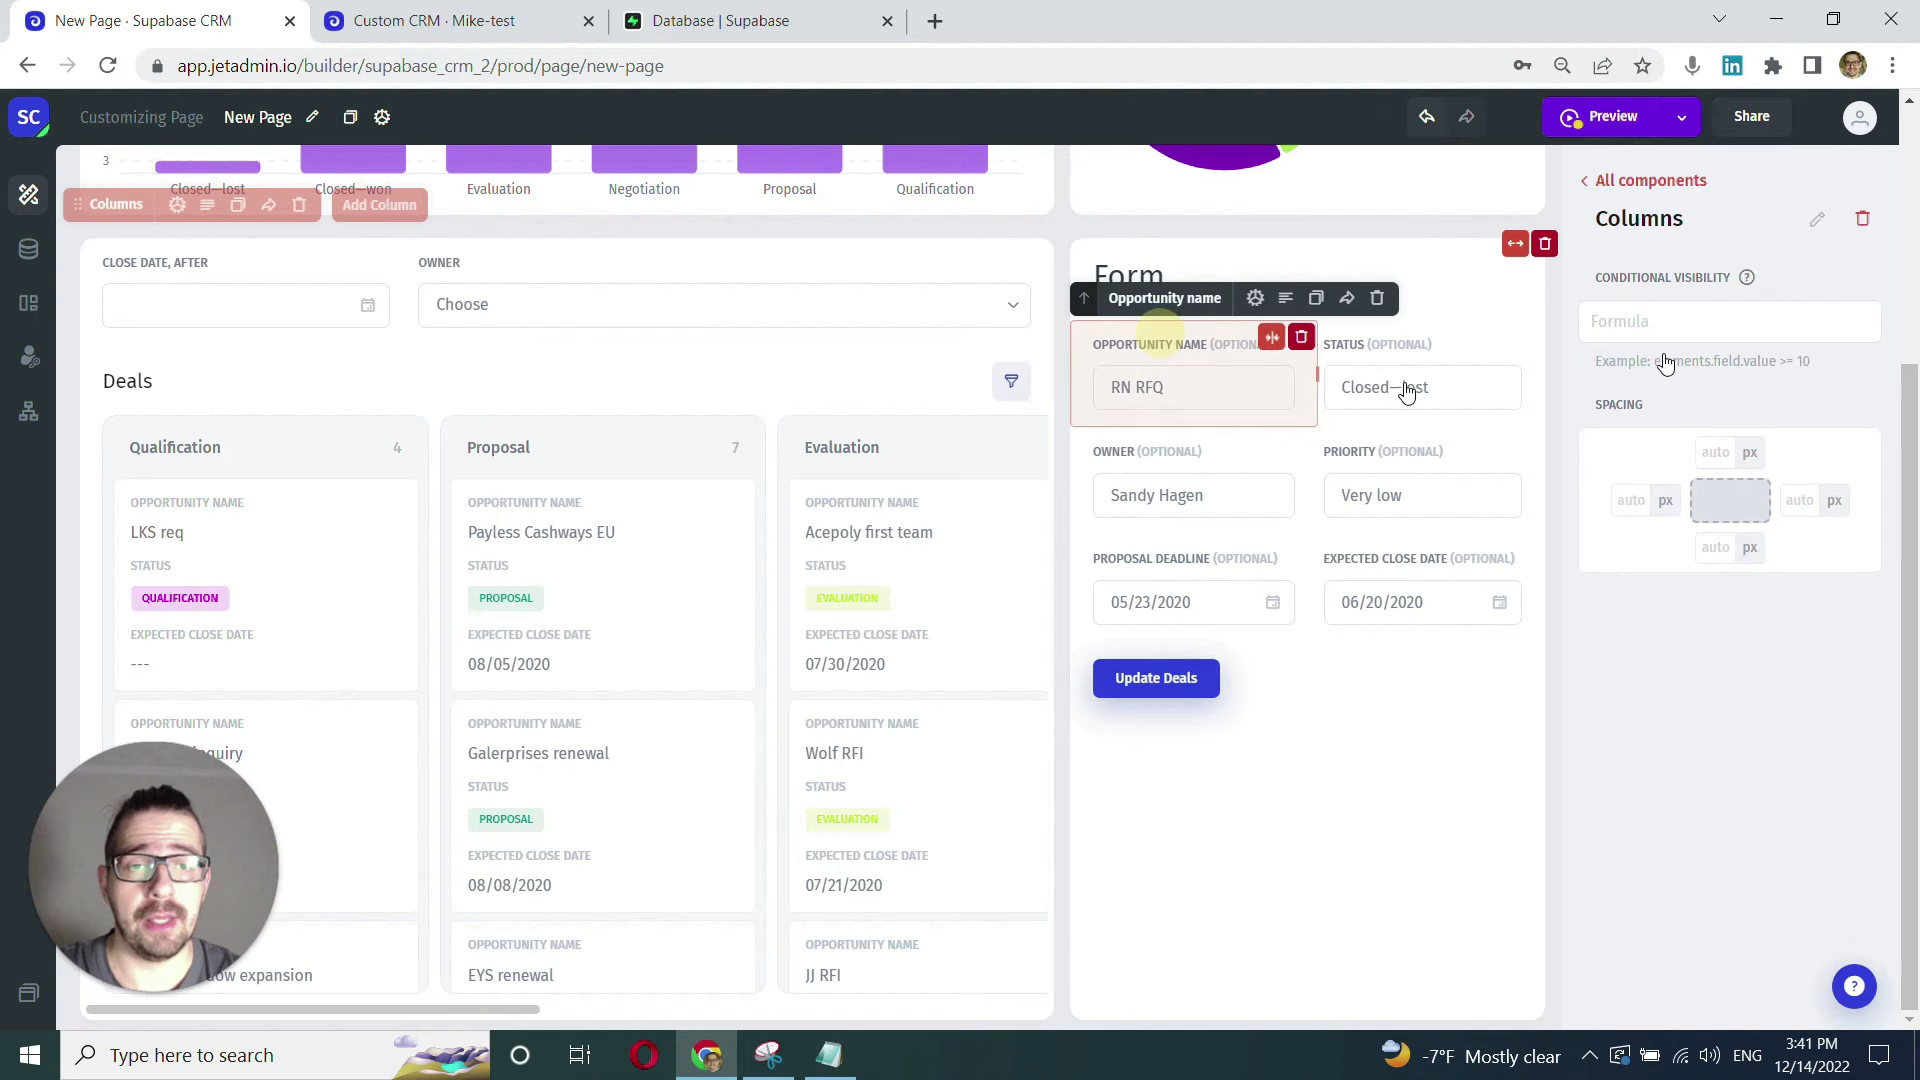 New Page · Supabase CRM
Custom CRM · Mike-test
Database | Supabase
app.jetadmin.io/builder/supabase_crm_2/prod/page/new-page
SC
Customizing Page
New Page
Preview
Share
3
Closed—lost
Closed—won
Evaluation
Negotiation
Proposal
Qualification
Columns
Add Column
All components
Columns
CONDITIONAL VISIBILITY ?
Formula
Example: elements.field.value >= 10
SPACING
auto px
auto px
auto px
auto px
CLOSE DATE, AFTER
OWNER
Choose
Form
Opportunity name
OPPORTUNITY NAME
STATUS (OPTIONAL)
RN RFQ
Closed—lost
OWNER (OPTIONAL)
PRIORITY (OPTIONAL)
Sandy Hagen
Very low
PROPOSAL DEADLINE (OPTIONAL)
EXPECTED CLOSE DATE (OPTIONAL)
05/23/2020
06/20/2020
Update Deals
Deals
Qualification 4
Proposal 7
Evaluation
OPPORTUNITY NAME
LKS req
STATUS
QUALIFICATION
EXPECTED CLOSE DATE
---
OPPORTUNITY NAME
OPPORTUNITY NAME
Payless Cashways EU
STATUS
PROPOSAL
EXPECTED CLOSE DATE
08/05/2020
OPPORTUNITY NAME
Galerprises renewal
STATUS
PROPOSAL
EXPECTED CLOSE DATE
08/08/2020
OPPORTUNITY NAME
EYS renewal
OPPORTUNITY NAME
Acepoly first team
STATUS
EVALUATION
EXPECTED CLOSE DATE
07/30/2020
OPPORTUNITY NAME
Wolf RFI
STATUS
EVALUATION
EXPECTED CLOSE DATE
07/21/2020
OPPORTUNITY NAME
JJ RFI
expansion
?
Type here to search
-7°F Mostly clear
ENG
3:41 PM
12/14/2022